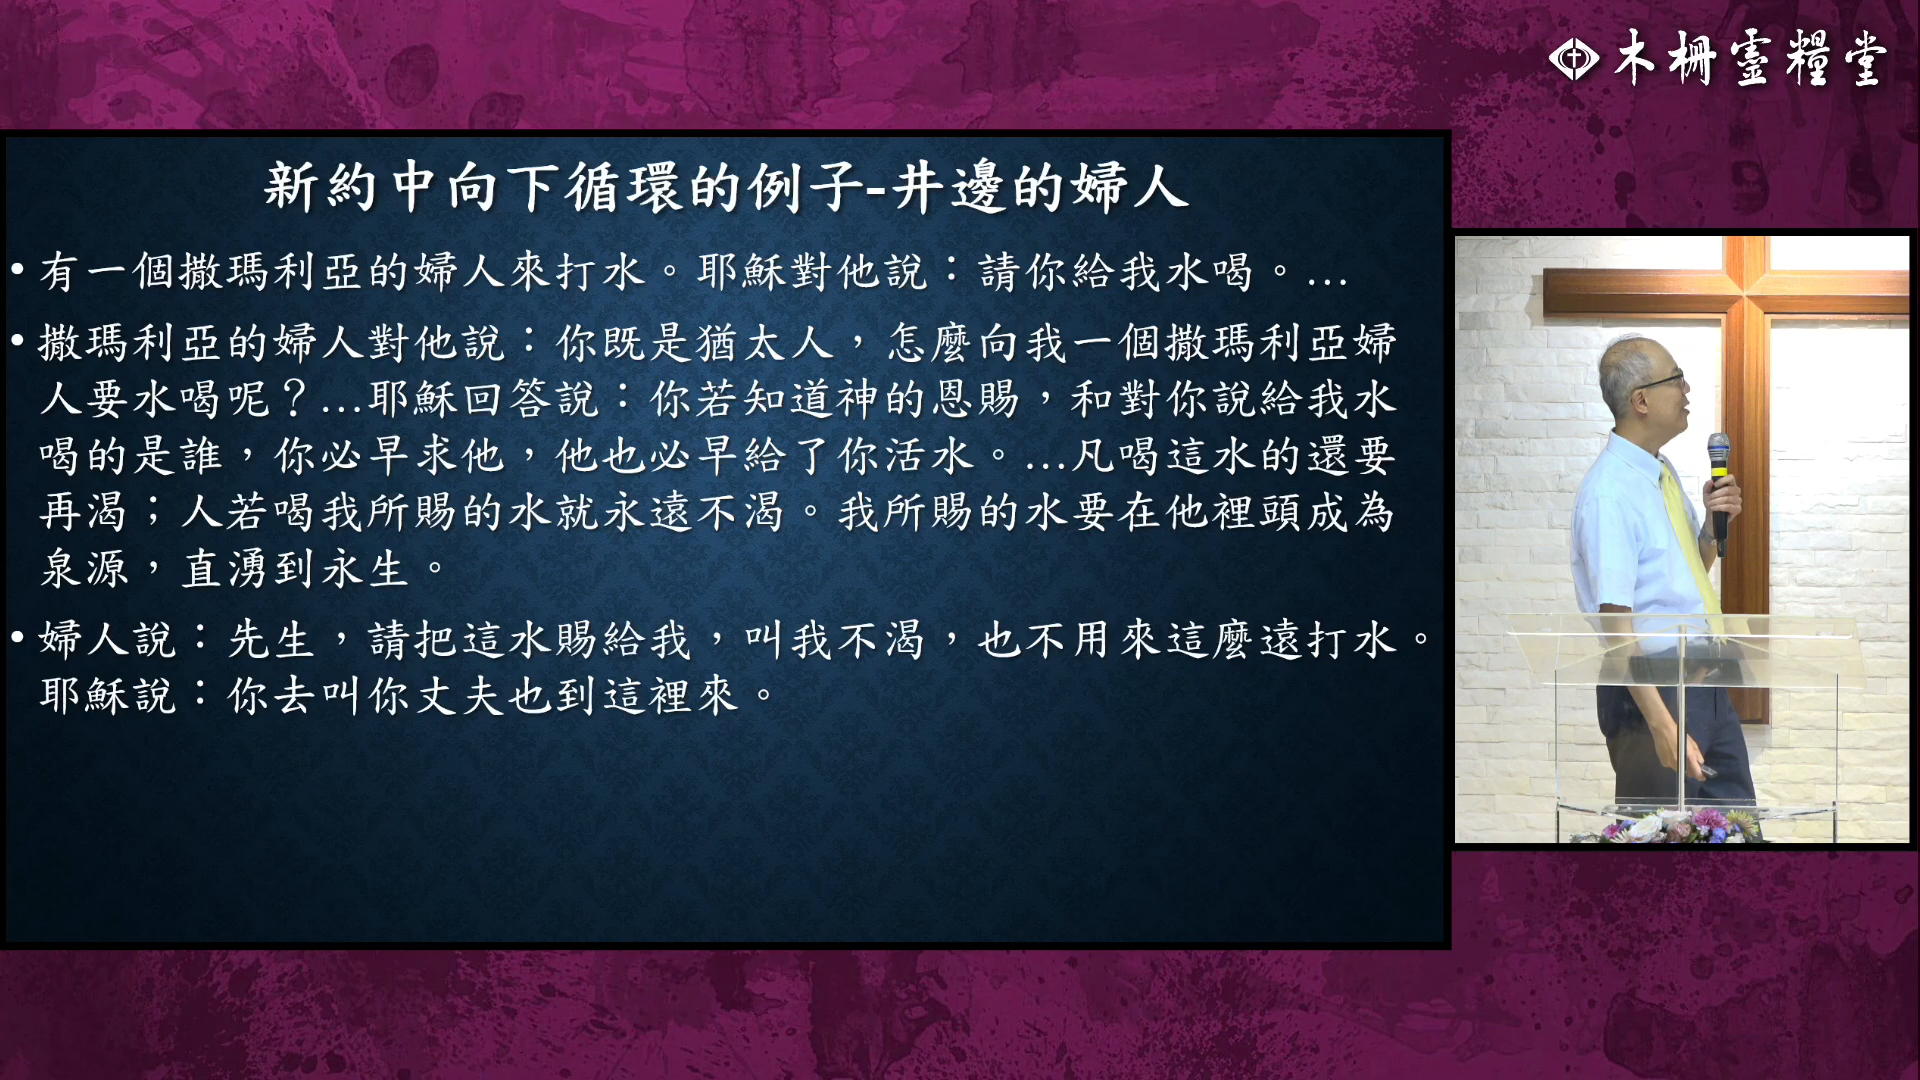 木柵靈糧堂
新約中向下循環的例子-井邊的婦人
• 有一個撒瑪利亞的婦人來打水。耶穌對他說：請你給我水喝。…
• 撒瑪利亞的婦人對他說：你既是猶太人，怎麼向我一個撒瑪利亞婦
人要水喝呢？…耶穌回答說：你若知道神的恩賜，和對你說給我水
喝的是誰，你必早求他，他也必早給了你活水。…凡喝這水的還要
再渴；人若喝我所賜的水就永遠不渴。我所賜的水要在他裡頭成為
泉源，直湧到永生。
• 婦人說：先生，請把這水賜給我，叫我不渴，也不用來這麼遠打水。
耶穌說：你去叫你丈夫也到這裡來。